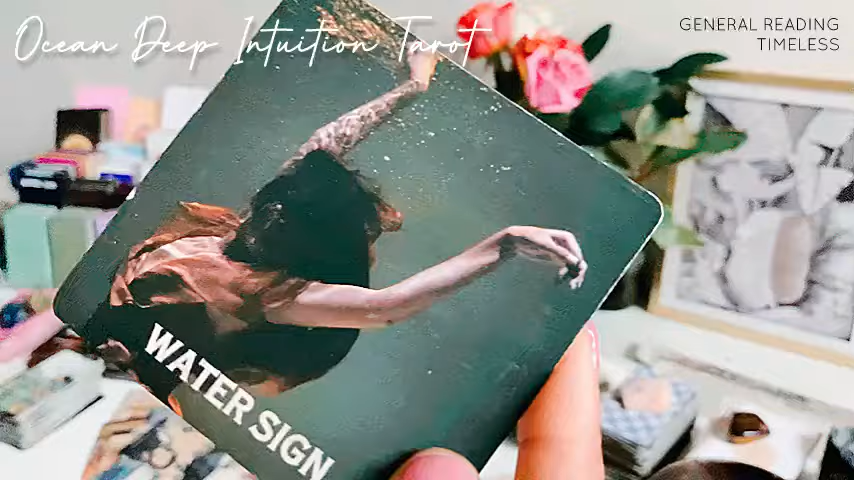 Ocean Deep Intuition Tarot
GENERAL READING
TIMELESS
WATER SIGN